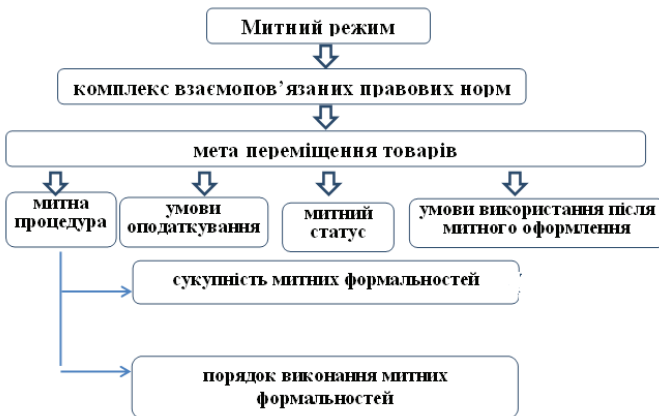 Митний режим
комплекс взаємопов’язаних правових норм
мета переміщення товарів
митна
процедура
умови
оподаткування
митний
статус
умови використання після
митного оформлення
сукупність митних формальностей
порядок виконання митних
формальностей